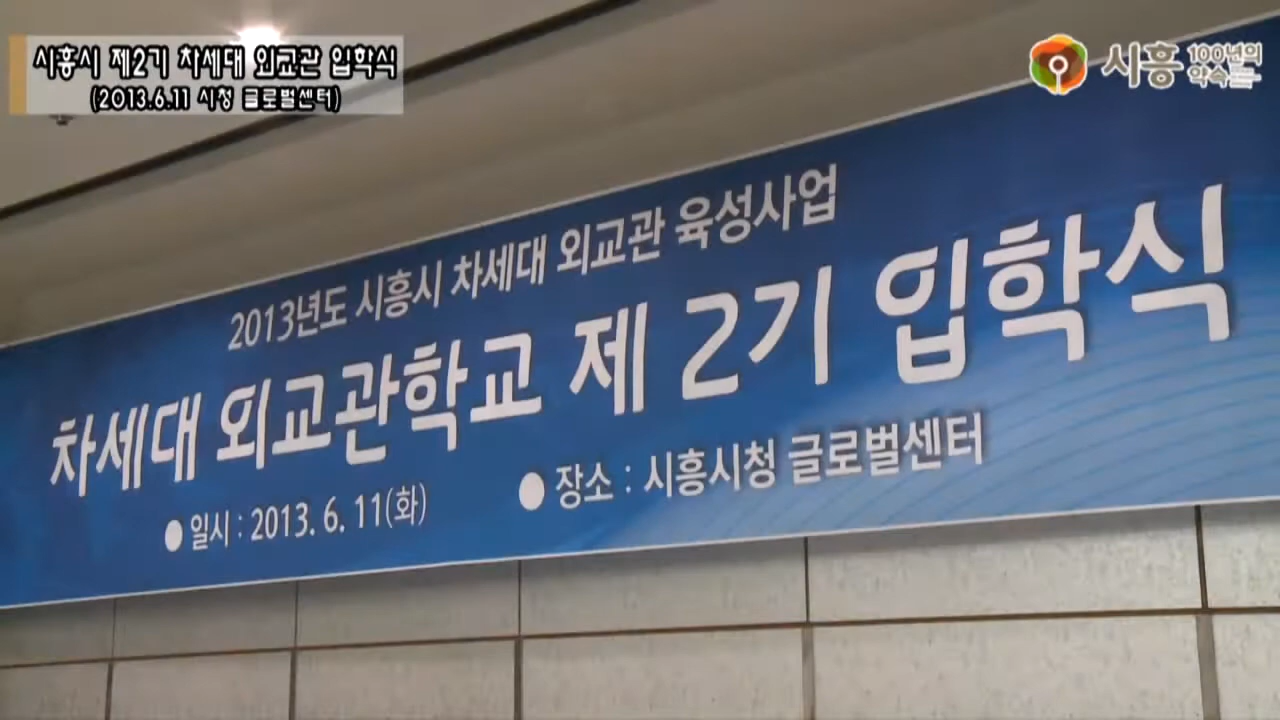 시흥시 제2기 차세대 외교관 입학식
(2013.6.11 시청 글로벌센터)
시흥 100년의 약속
2013년도 시흥시 차세대 외교관 육성사업
차세대 외교관학교 제 2기 입학식
● 일시 : 2013. 6. 11(화) ● 장소 : 시흥시청 글로벌센터